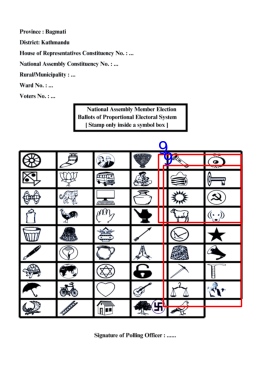 Province : Bagmati
District: Kathmandu
House of Representatives Constituency No. : ...
National Assembly Constituency No. : ...
Rural/Municipality : ...
Ward No. : ...
Voters No. : ...
National Assembly Member Election
Ballots of Proportional Electoral System
[ Stamp only inside a symbol box ]
9
9
Signature of Polling Officer : ......